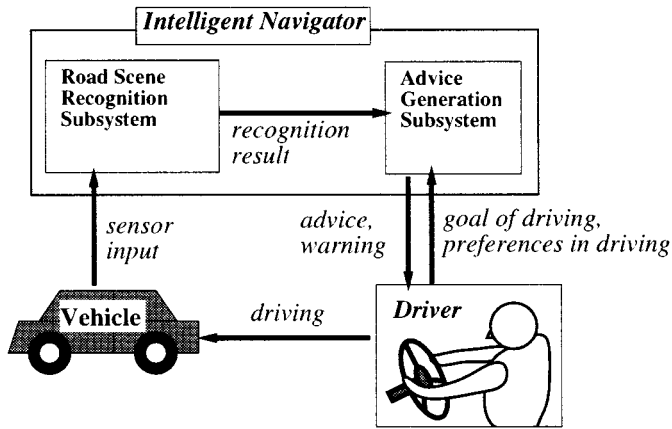 Intelligent Navigator
Road Scene
Recognition
Subsystem
Advice
Generation
Subsystem
recognition
result
sensor
input
advice,
warning
goal of driving,
preferences in driving
Vehicle
driving
Driver